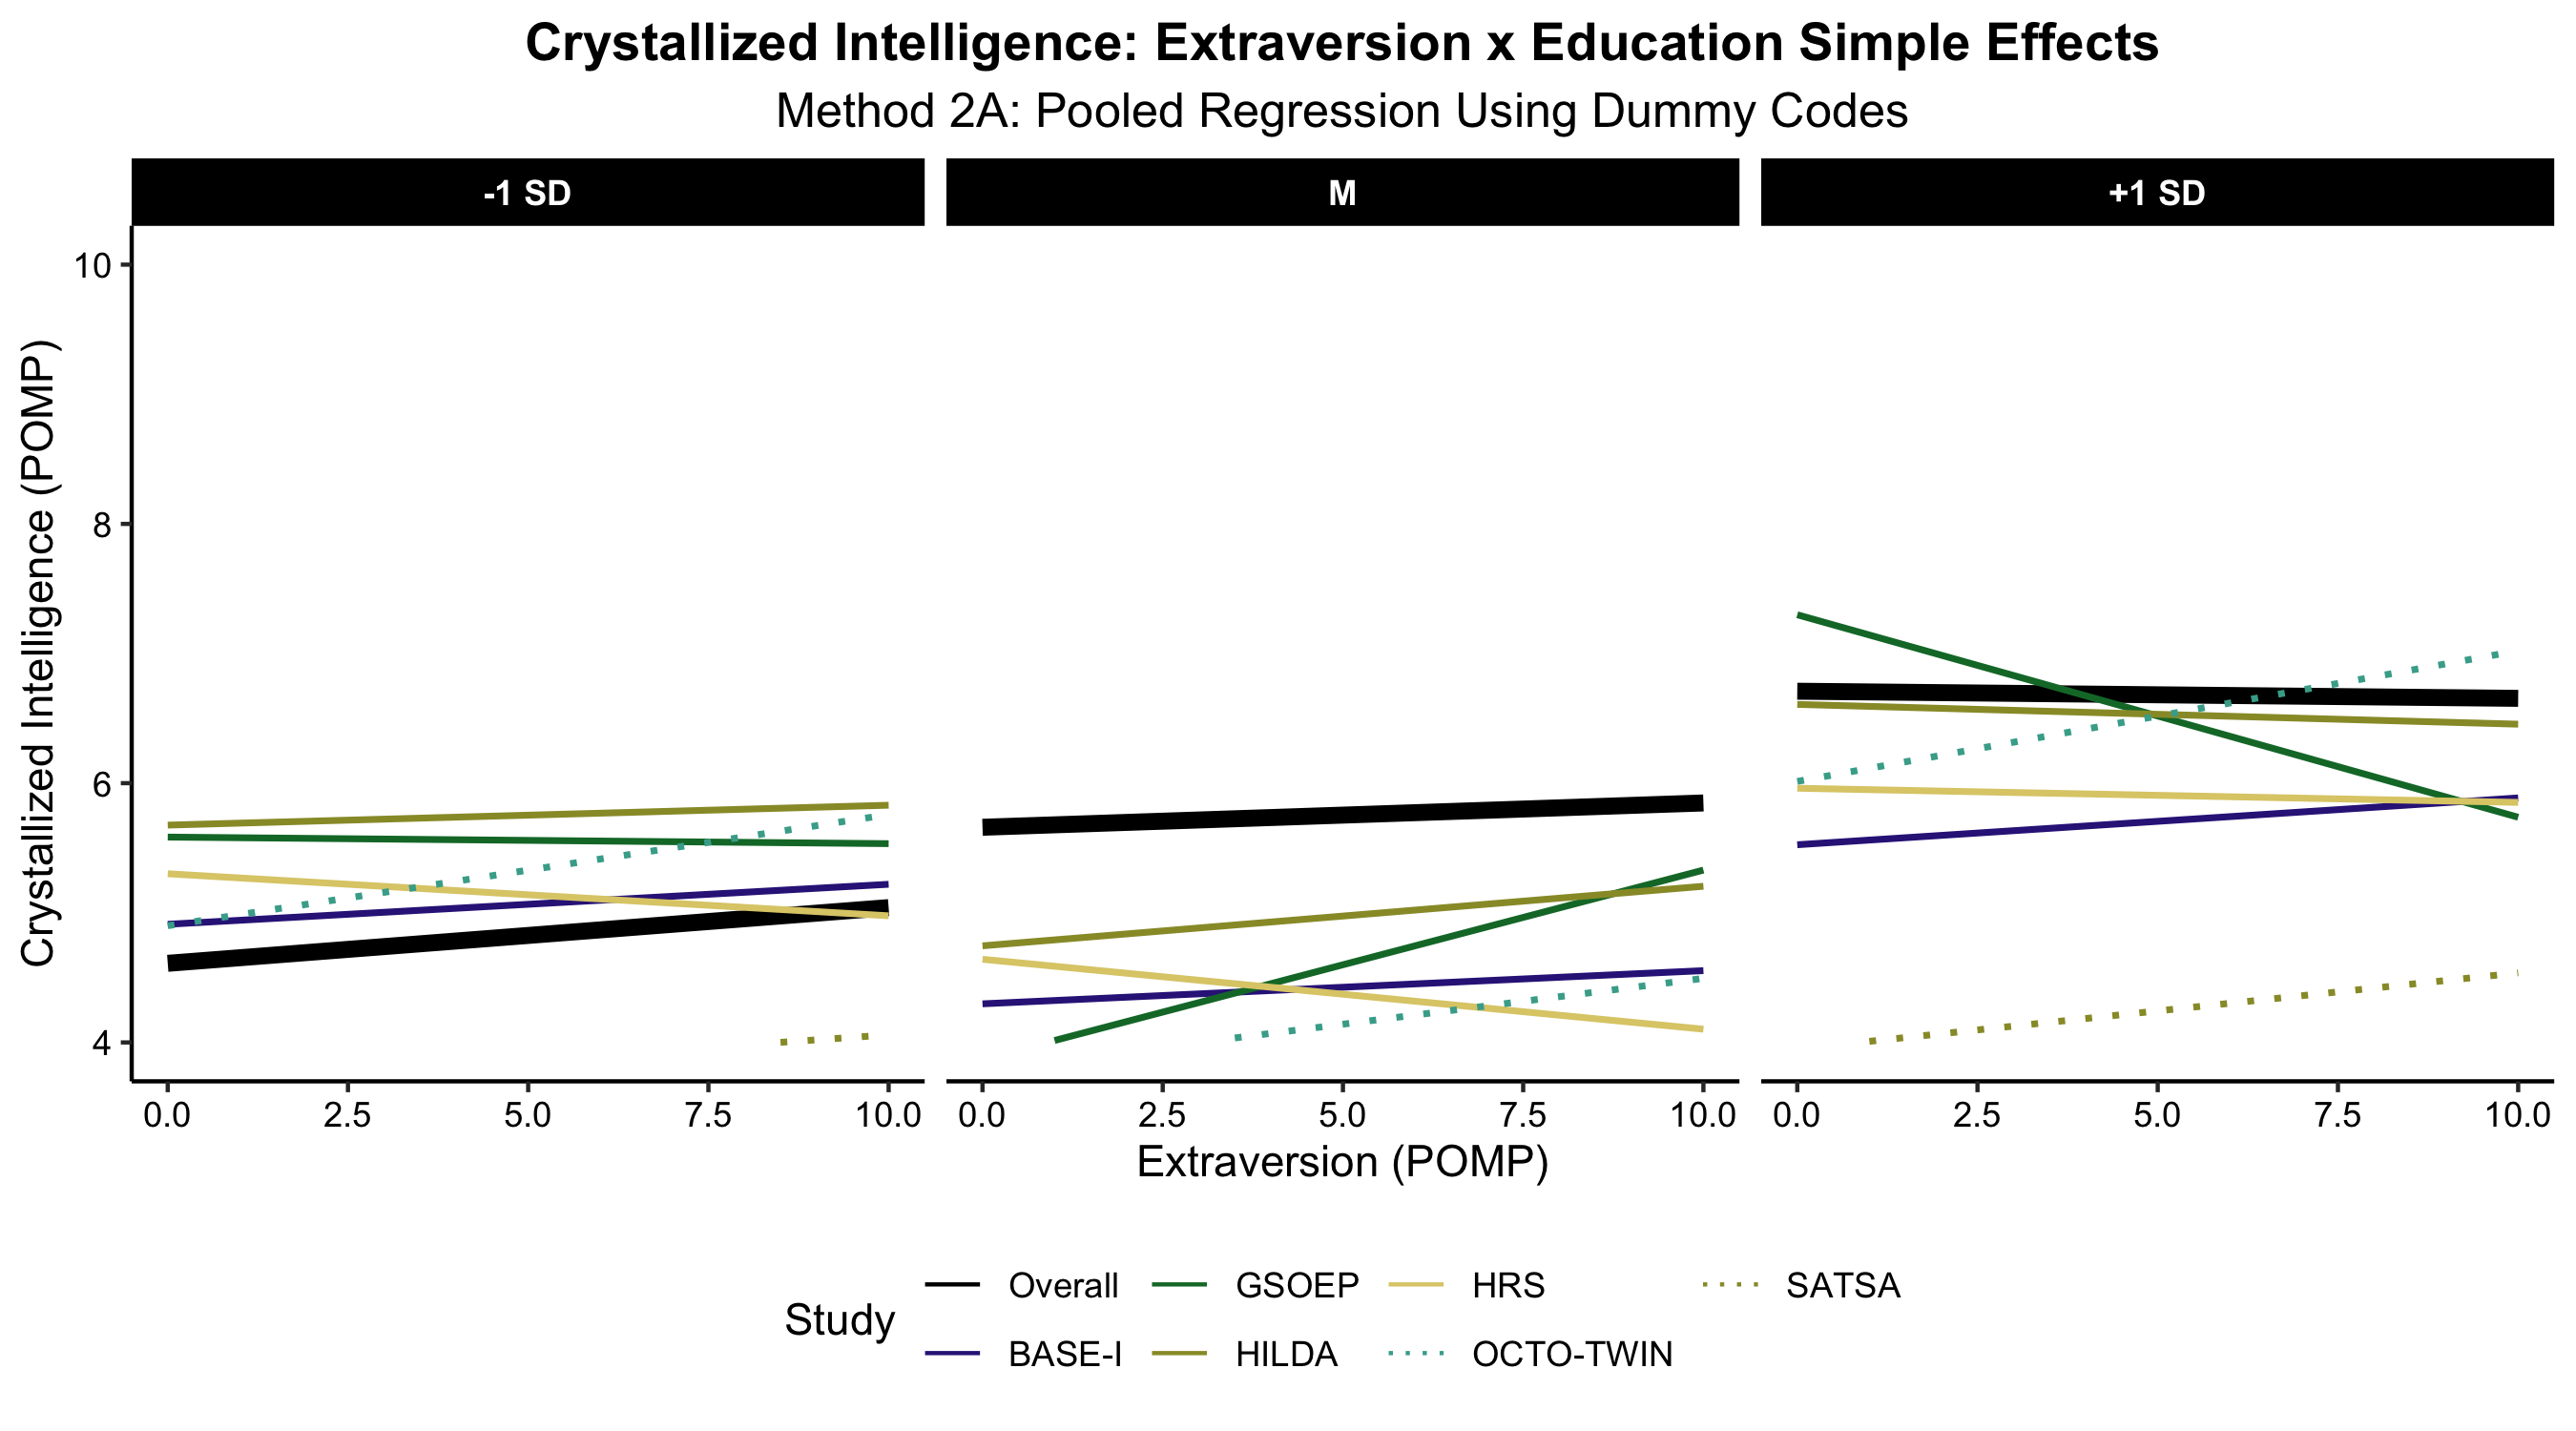 Crystallized Intelligence: Extraversion x Education Simple Effects
Method 2A: Pooled Regression Using Dummy Codes
-1 SD
M
+1 SD
Crystallized Intelligence (POMP)
10
8
6
4
0.0 2.5 5.0 7.5 10.0
0.0 2.5 5.0 7.5 10.0
0.0 2.5 5.0 7.5 10.0
Extraversion (POMP)
Study
Overall GSOEP HRS SATSA
BASE-I HILDA OCTO-TWIN